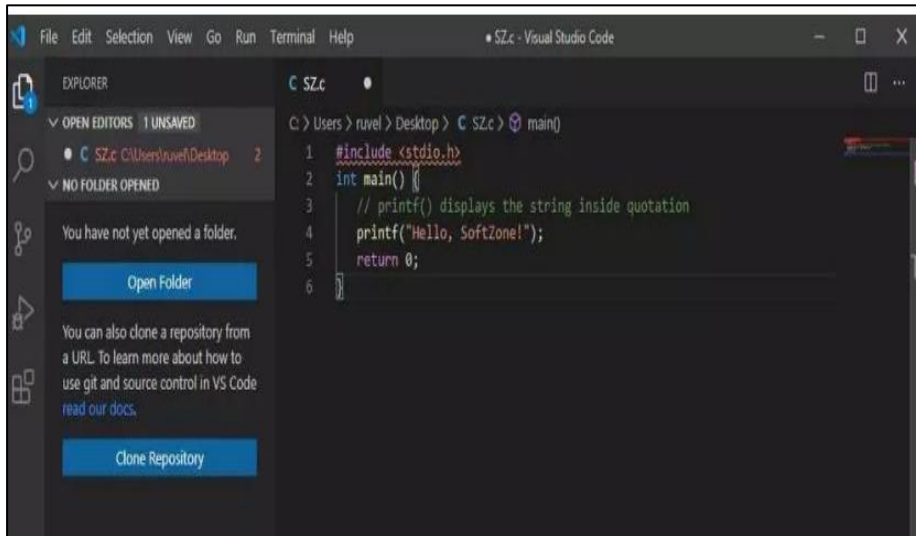 File Edit Selection View Go Run Terminal Help
● SZ.c - Visual Studio Code
EXPLORER
OPEN EDITORS 1 UNSAVED
● C SZ.c C:\Users\ruvel\Desktop 2
NO FOLDER OPENED
You have not yet opened a folder.
Open Folder
You can also clone a repository from
a URL. To learn more about how to
use git and source control in VS Code
read our docs.
Clone Repository
C SZ.c ●
C: > Users > ruvel > Desktop > C SZ.c > main()
1 #include <stdio.h>
2 int main() {
3 // printf() displays the string inside quotation
4 printf("Hello, SoftZone!");
5 return 0;
6 }
1